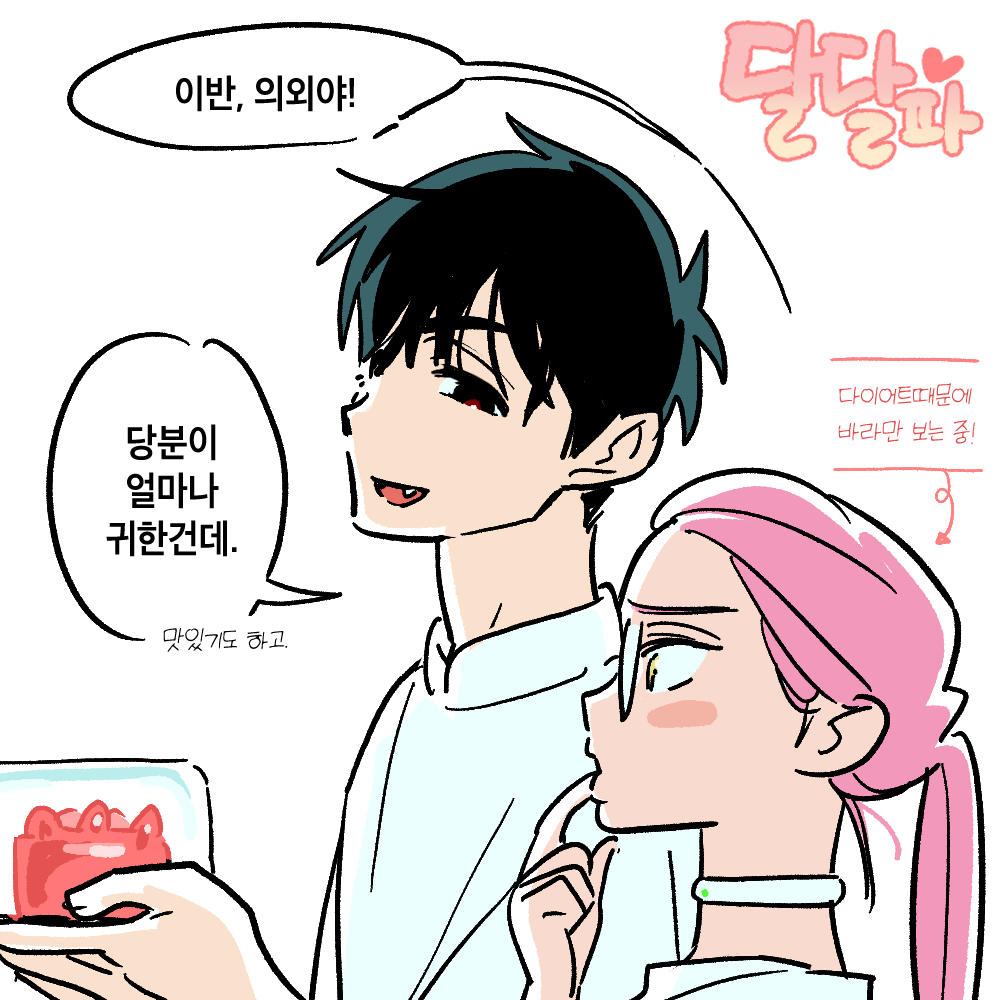 이반, 의외야!
달달파
당분이
얼마나
귀한건데.
맛있기도 하고.
다이어트때문에
바라만 보는 중!